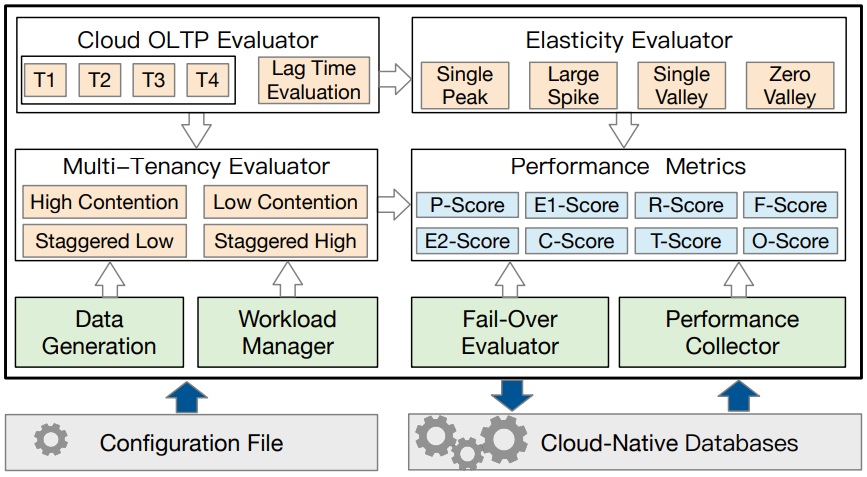 Cloud OLTP Evaluator
T1
T2
T3
T4
Lag Time
Evaluation
Elasticity Evaluator
Single
Peak
Large
Spike
Single
Valley
Zero
Valley
Multi-Tenancy Evaluator
High Contention
Low Contention
Staggered Low
Staggered High
Performance Metrics
P-Score
E1-Score
R-Score
F-Score
E2-Score
C-Score
T-Score
O-Score
Data
Generation
Workload
Manager
Fail-Over
Evaluator
Performance
Collector
Configuration File
Cloud-Native Databases